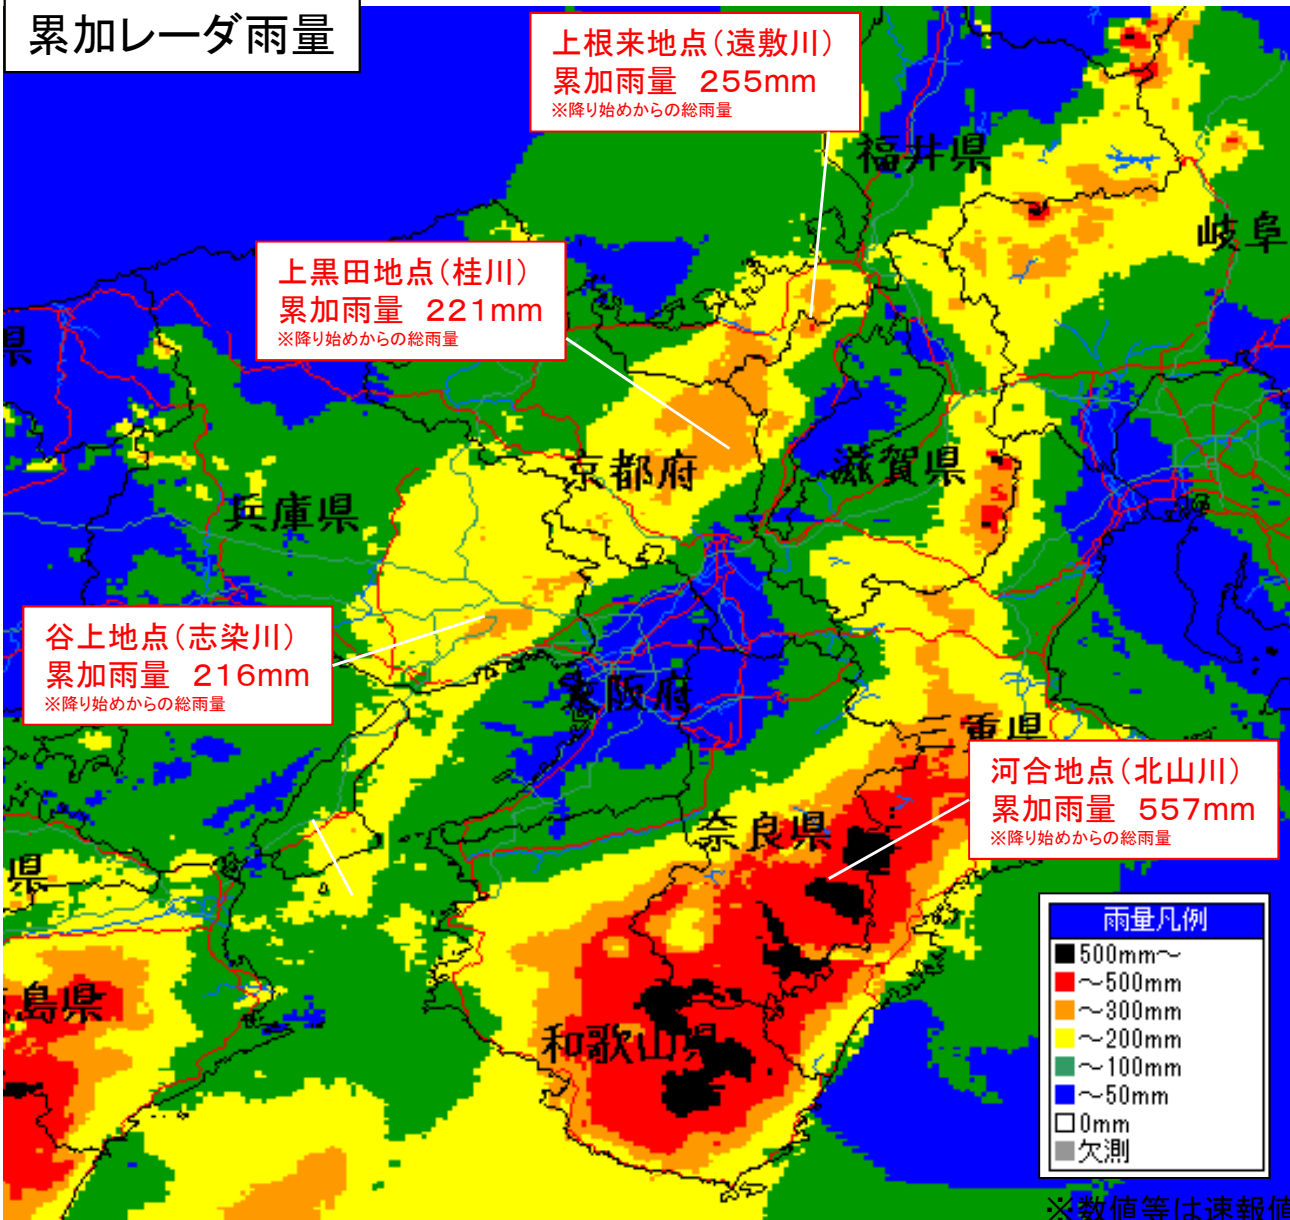 累加レーダ雨量
上根来地点（遠敷川）
累加雨量 255mm
※降り始めからの総雨量
福井県
岐阜
上黒田地点（桂川）
累加雨量 221mm
※降り始めからの総雨量
県
京都府
滋賀県
兵庫県
谷上地点（志染川）
累加雨量 216mm
※降り始めからの総雨量
大阪府
三重県
河合地点（北山川）
累加雨量 557mm
※降り始めからの総雨量
奈良県
県
島県
和歌山県
雨量凡例
500mm～
～500mm
～300mm
～200mm
～100mm
～50mm
0mm
欠測
※数値等は速報値